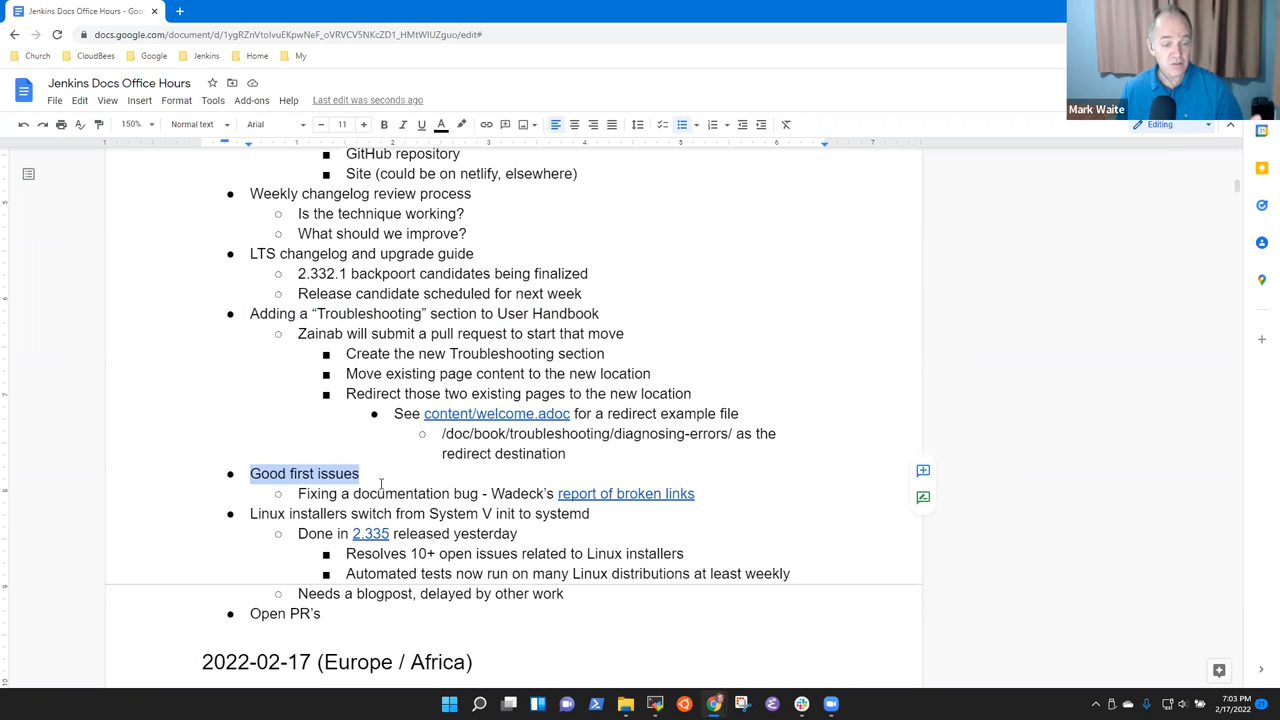 Jenkins Docs Office Hours - Goo
docs.google.com/document/d/1ygRZnVtoIvuEKpwNeF_oVRVCV5NKcZD1_HMtWIUZguo/edit#
Church
CloudBees
Google
Jenkins
Home
My
Jenkins Docs Office Hours
File Edit View Insert Format Tools Add-ons Help Last edit was seconds ago
150% Normal text Arial 11 Editing
Mark Waite
GitHub repository
Site (could be on netlify, elsewhere)
Weekly changelog review process
Is the technique working?
What should we improve?
LTS changelog and upgrade guide
2.332.1 backpoort candidates being finalized
Release candidate scheduled for next week
Adding a “Troubleshooting” section to User Handbook
Zainab will submit a pull request to start that move
Create the new Troubleshooting section
Move existing page content to the new location
Redirect those two existing pages to the new location
See content/welcome.adoc for a redirect example file
/doc/book/troubleshooting/diagnosing-errors/ as the
redirect destination
Good first issues
Fixing a documentation bug - Wadeck’s report of broken links
Linux installers switch from System V init to systemd
Done in 2.335 released yesterday
Resolves 10+ open issues related to Linux installers
Automated tests now run on many Linux distributions at least weekly
Needs a blogpost, delayed by other work
Open PR’s
2022-02-17 (Europe / Africa)
7:03 PM
2/17/2022